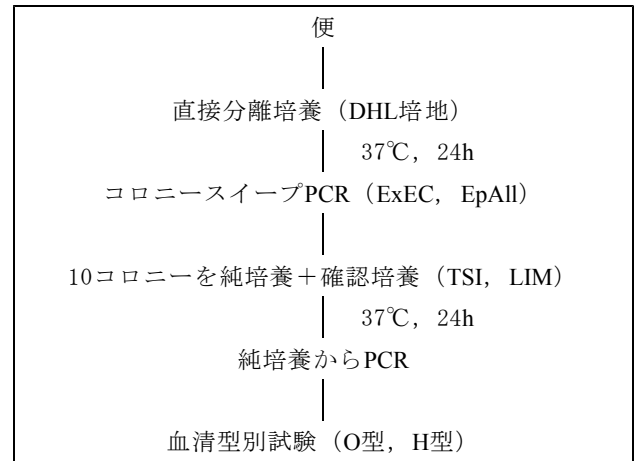 便
直接分離培養（DHL培地）
37℃，24h
コロニースイープPCR（ExEC，EpAll）
10コロニーを純培養＋確認培養（TSI，LIM）
37℃，24h
純培養からPCR
血清型別試験（O型，H型）